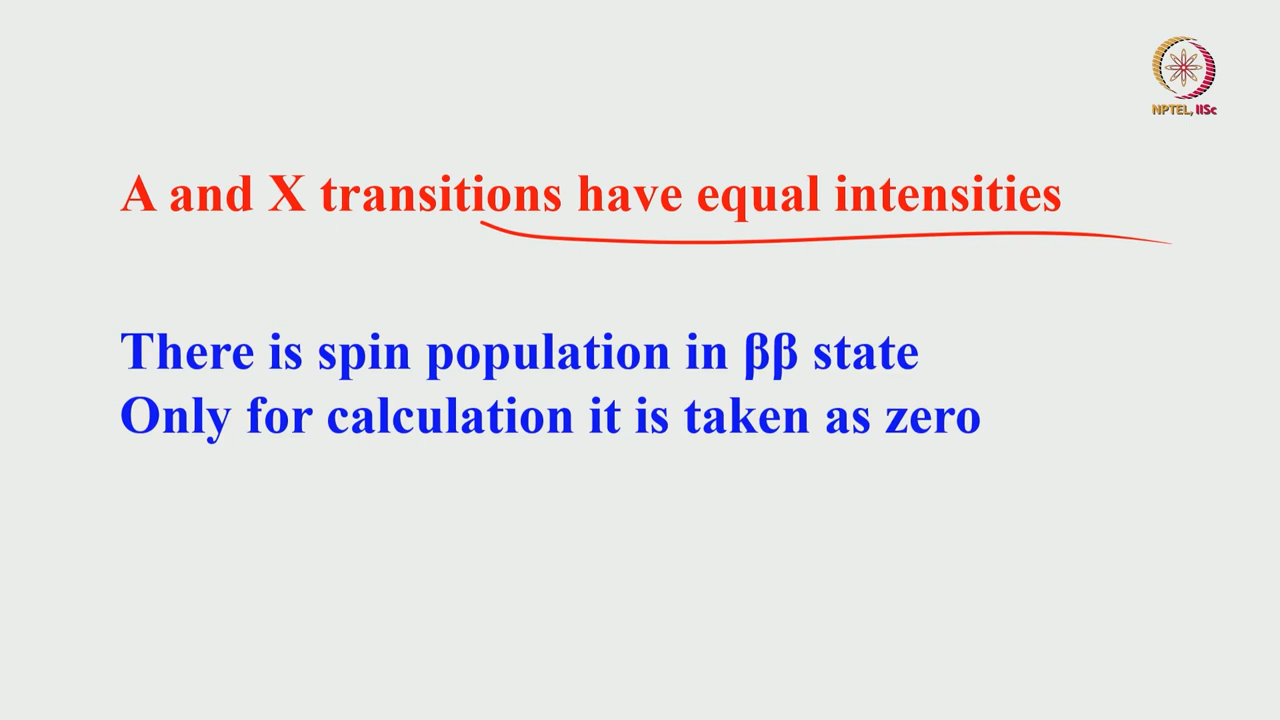 NPTEL, IISc
A and X transitions have equal intensities
There is spin population in ββ state
Only for calculation it is taken as zero